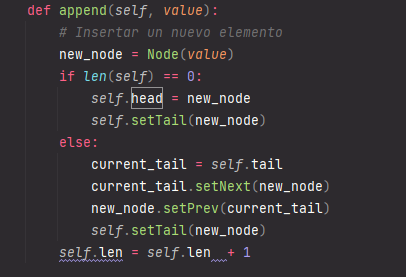 def append(self, value):
    # Insertar un nuevo elemento
    new_node = Node(value)
    if len(self) == 0:
        self.head = new_node
        self.setTail(new_node)
    else:
        current_tail = self.tail
        current_tail.setNext(new_node)
        new_node.setPrev(current_tail)
        self.setTail(new_node)
    self.len = self.len  + 1